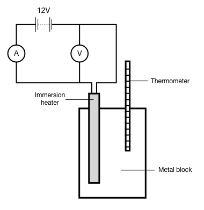 12V
A
V
Thermometer
Immersion
heater
Metal block